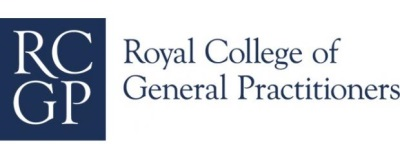 RC
GP
Royal College of
General Practitioners